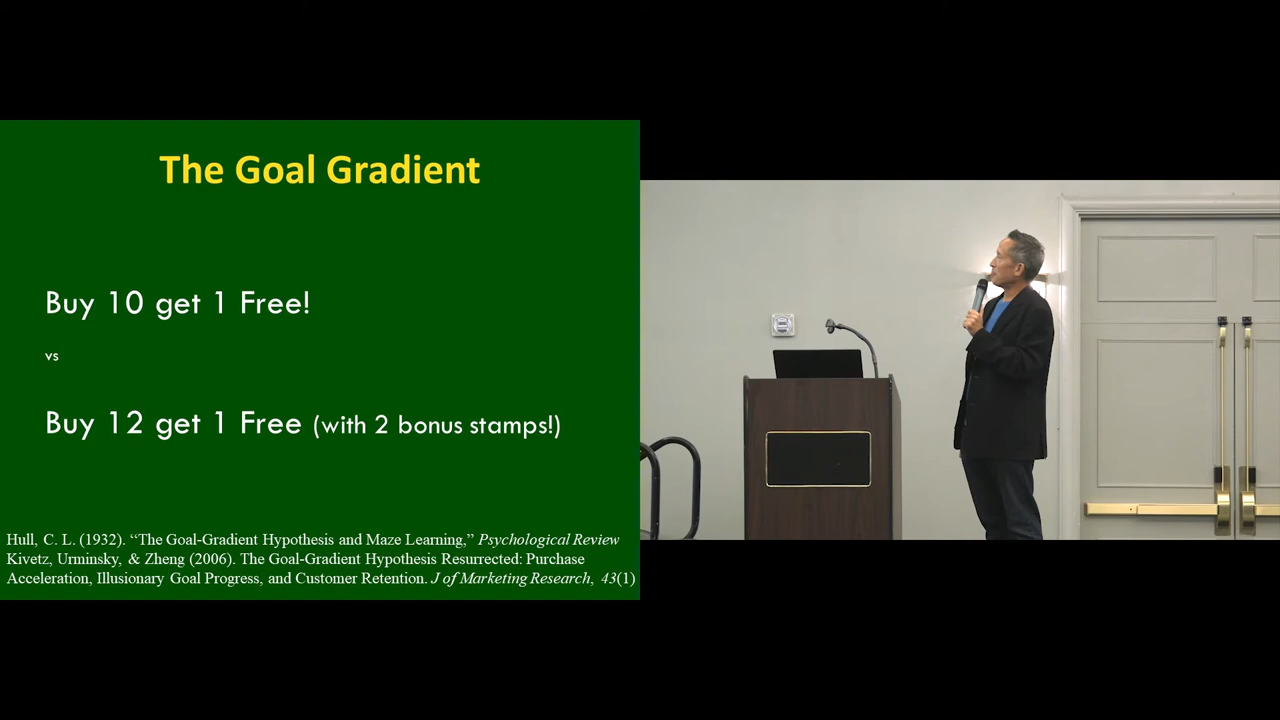 The Goal Gradient
Buy 10 get 1 Free!
vs
Buy 12 get 1 Free (with 2 bonus stamps!)
Hull, C. L. (1932). “The Goal-Gradient Hypothesis and Maze Learning,” Psychological Review
Kivetz, Urminsky, & Zheng (2006). The Goal-Gradient Hypothesis Resurrected: Purchase
Acceleration, Illusionary Goal Progress, and Customer Retention. J of Marketing Research, 43(1)